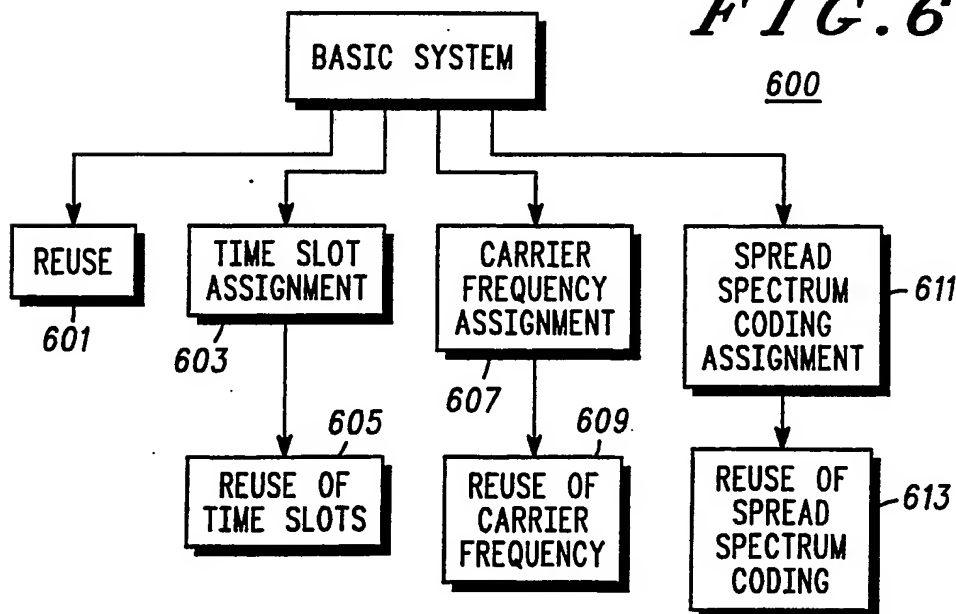 FIG.6
600
BASIC SYSTEM
REUSE
601
TIME SLOT
ASSIGNMENT
603
CARRIER
FREQUENCY
ASSIGNMENT
607
SPREAD
SPECTRUM
CODING
ASSIGNMENT
611
605
REUSE OF
TIME SLOTS
609
REUSE OF
CARRIER
FREQUENCY
REUSE OF
SPREAD
SPECTRUM
CODING
613